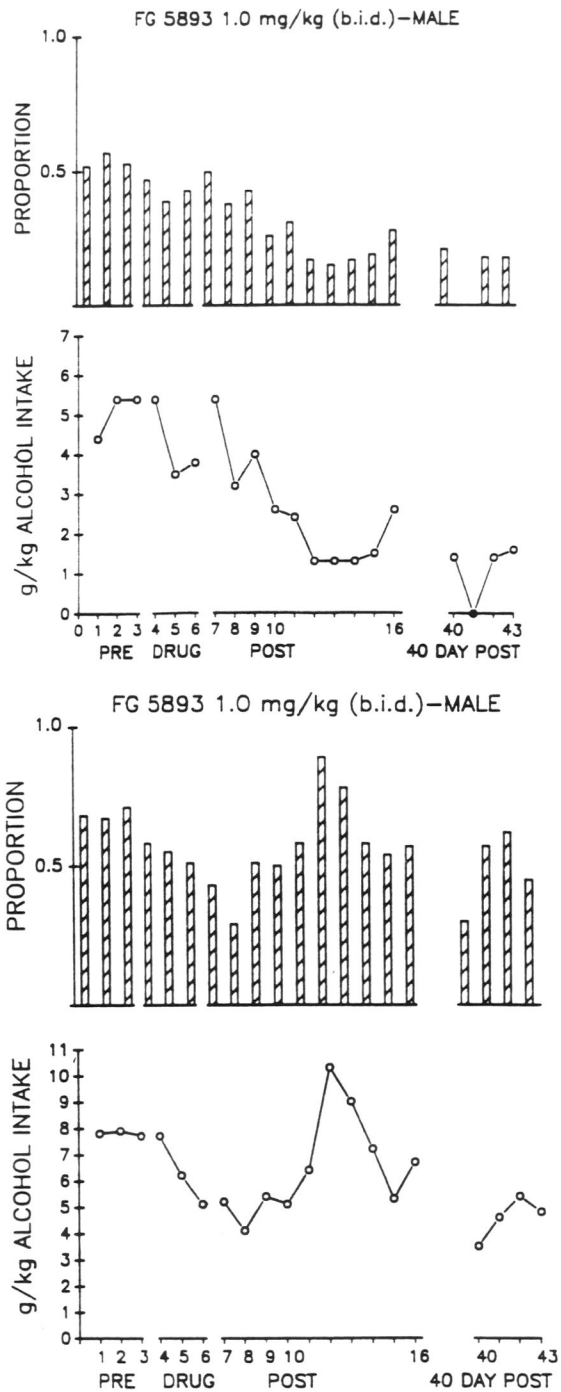 FG 5893 1.0 mg/kg (b.i.d.)-MALE
1.0
0.5
PROPORTION
7
6
5
4
3
2
1
0
g/kg ALCOHOL INTAKE
0 1 2 3 4 5 6 7 8 9 10 16 40 43
PRE DRUG POST 40 DAY POST
FG 5893 1.0 mg/kg (b.i.d.)-MALE
1.0
0.5
PROPORTION
11
10
9
8
7
6
5
4
3
2
1
0
g/kg ALCOHOL INTAKE
1 2 3 4 5 6 7 8 9 10 16 40 43
PRE DRUG POST 40 DAY POST